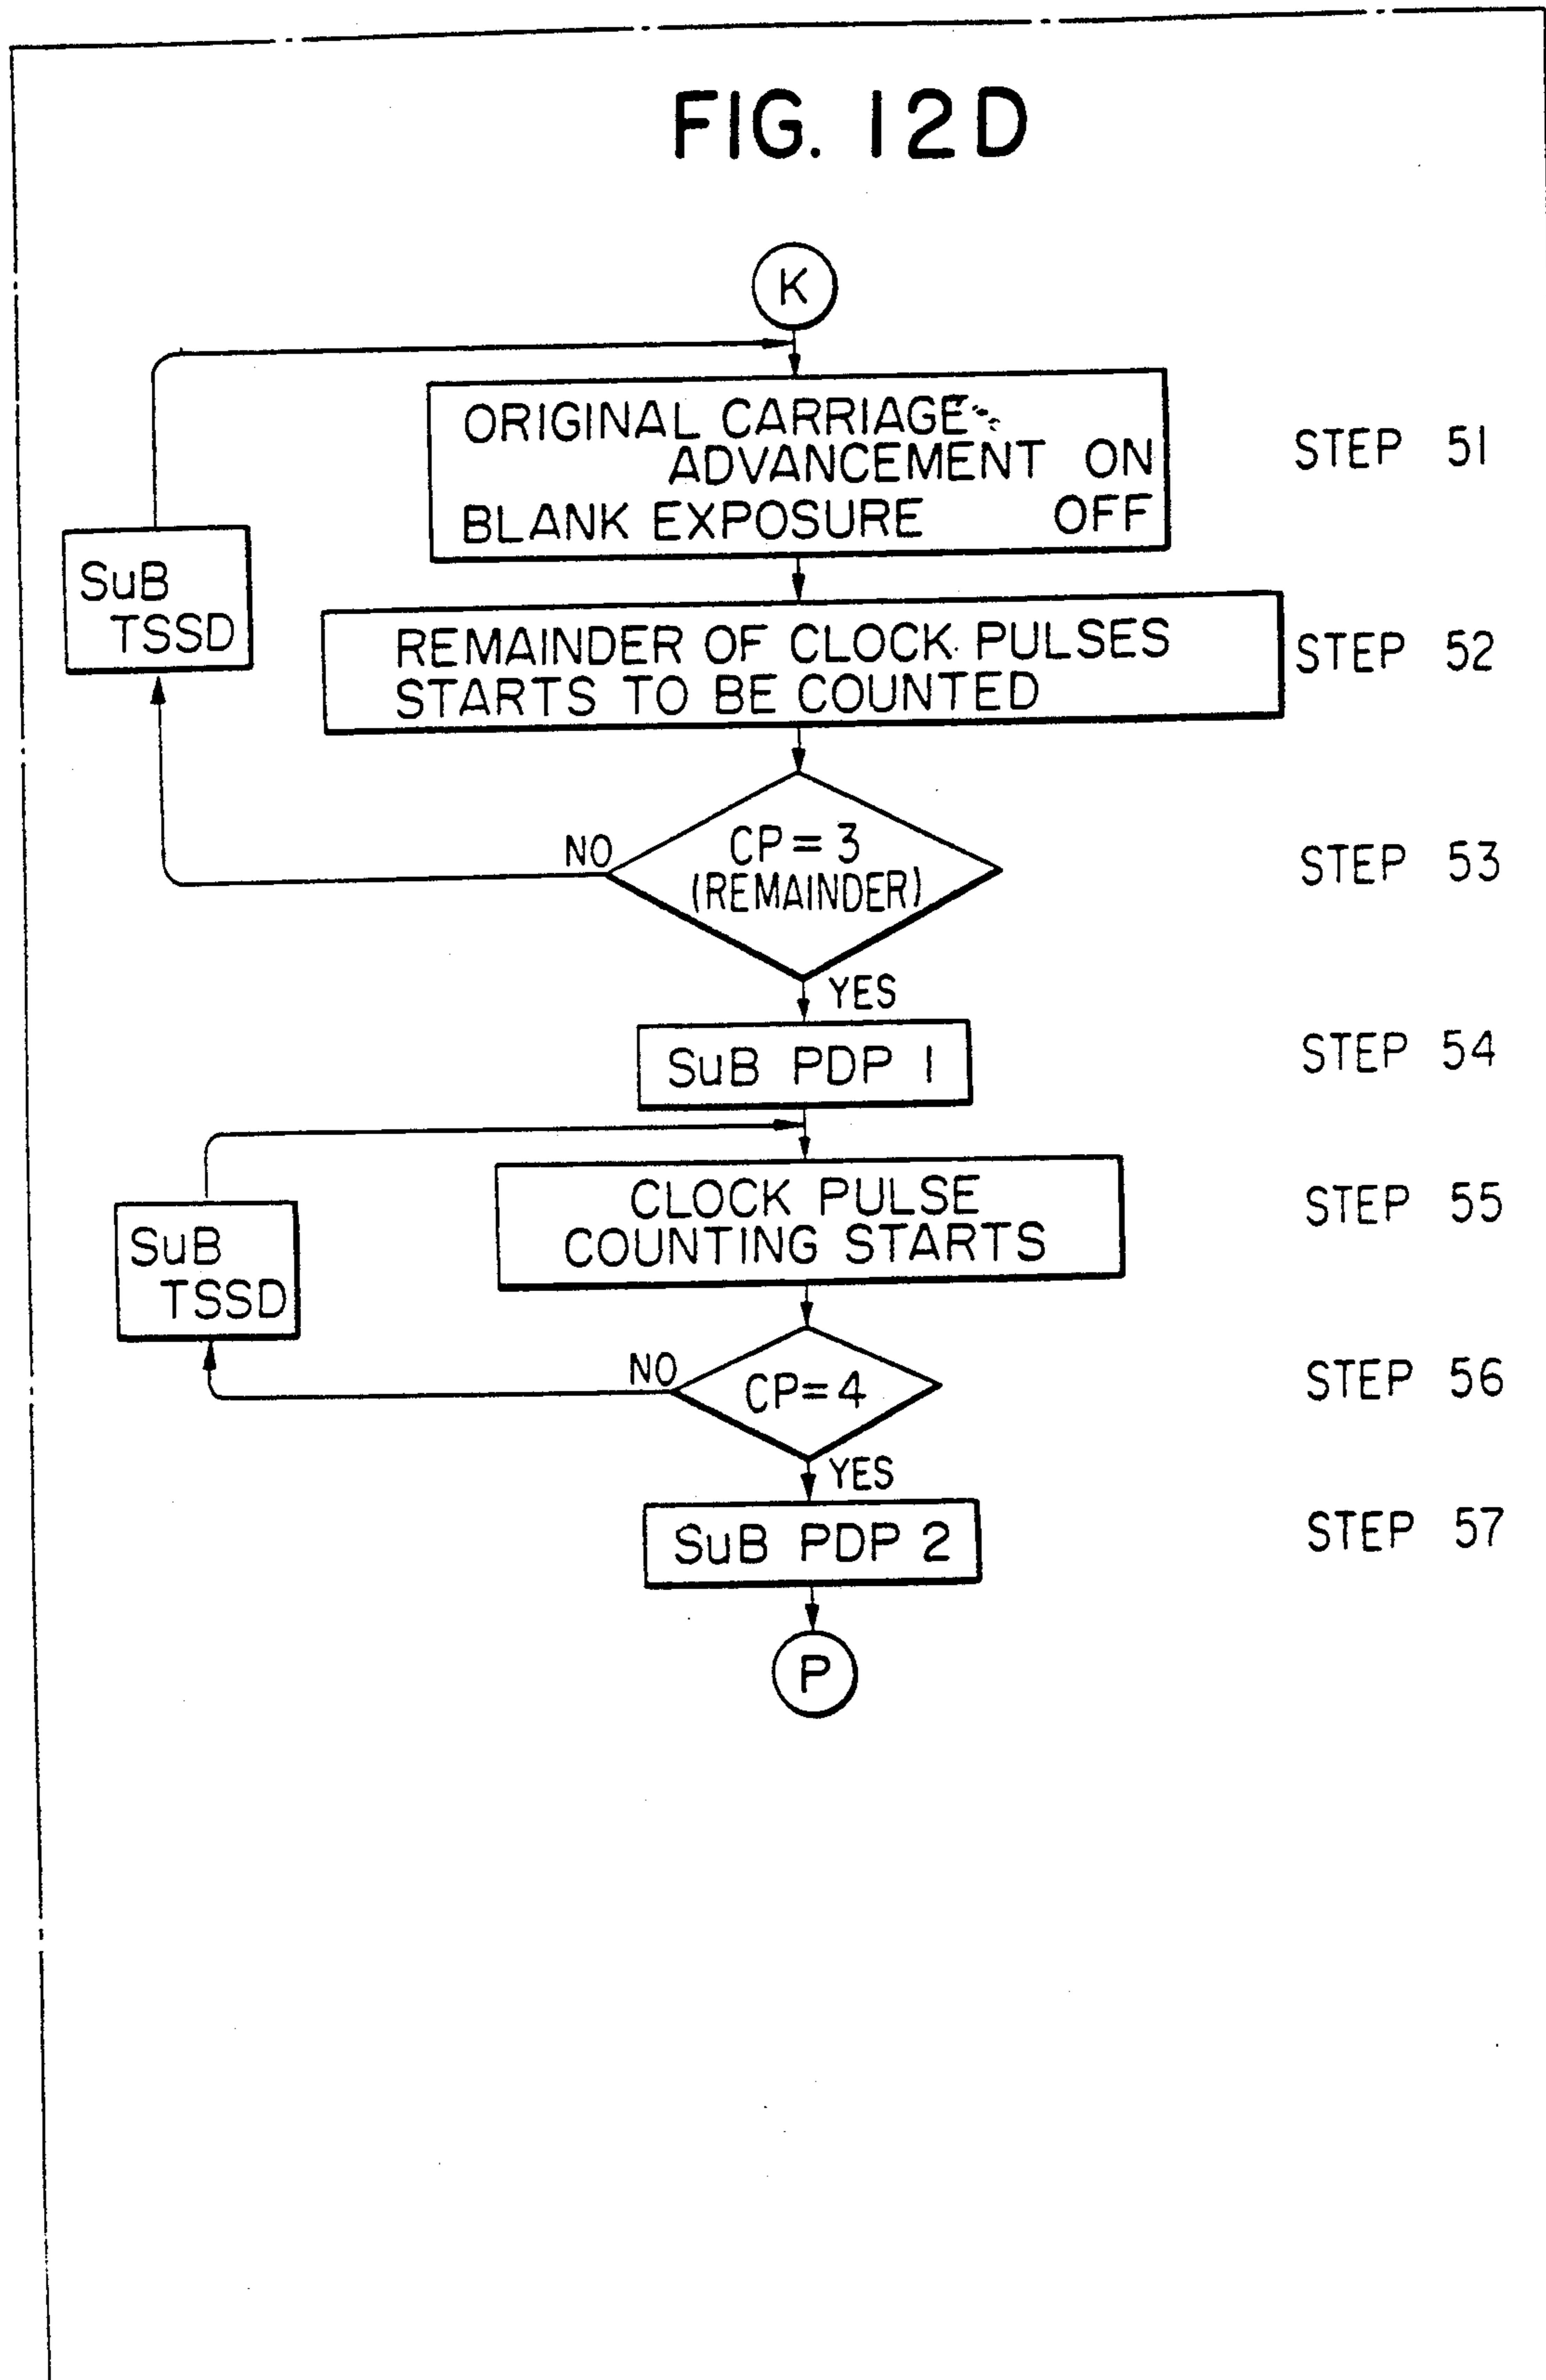 FIG. 12D
K
ORIGINAL CARRIAGE
ADVANCEMENT ON
BLANK EXPOSURE OFF
STEP 51
SuB
TSSD
REMAINDER OF CLOCK PULSES
STARTS TO BE COUNTED
STEP 52
CP=3
(REMAINDER)
NO
STEP 53
YES
SuB PDP 1
STEP 54
CLOCK PULSE
COUNTING STARTS
STEP 55
SuB
TSSD
NO
CP=4
STEP 56
YES
SuB PDP 2
STEP 57
P